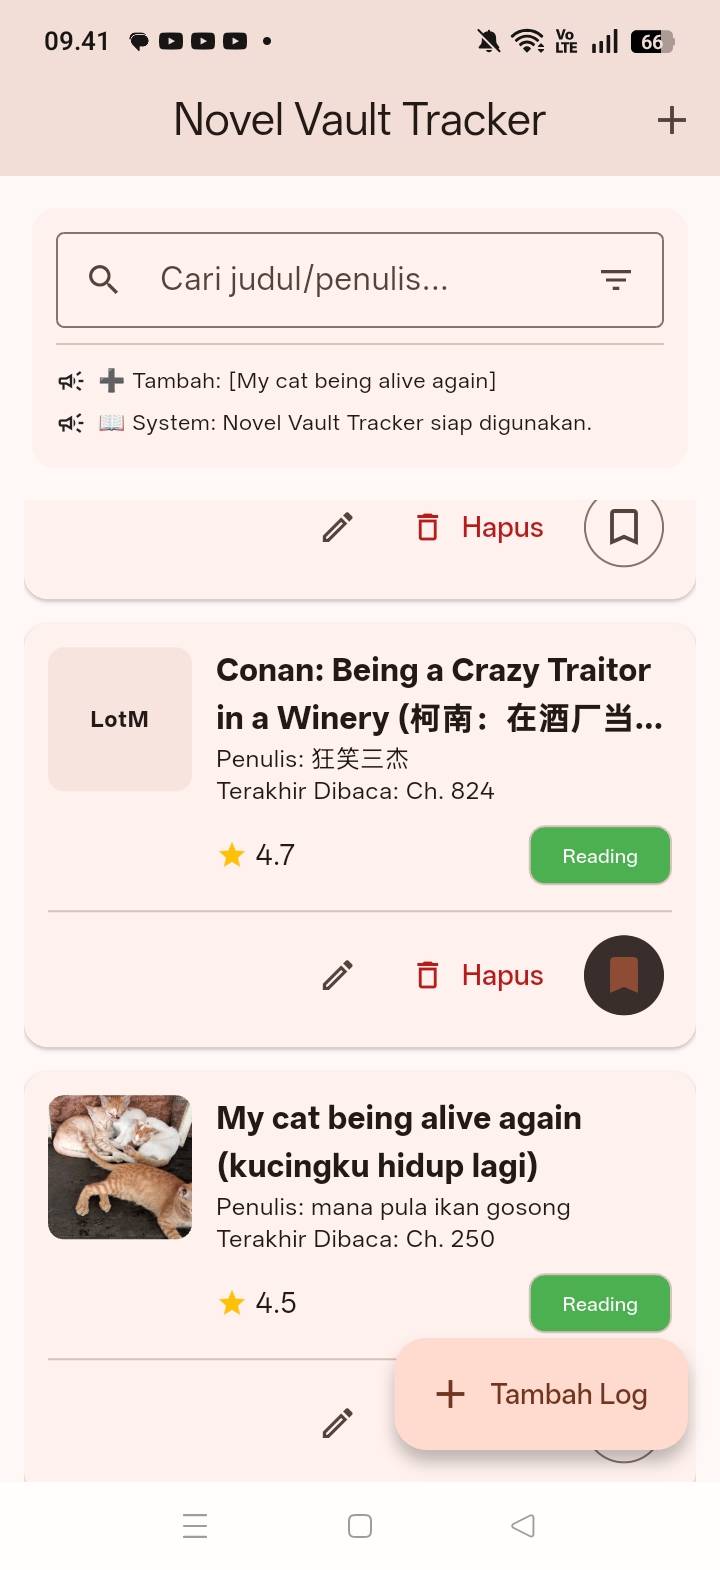 09.41
Vo
LTE
66
Novel Vault Tracker
Cari judul/penulis...
➕ Tambah: [My cat being alive again]
📖 System: Novel Vault Tracker siap digunakan.
Hapus
LotM
Conan: Being a Crazy Traitor
in a Winery (柯南：在酒厂当...
Penulis: 狂笑三杰
Terakhir Dibaca: Ch. 824
4.7
Reading
Hapus
My cat being alive again
(kucingku hidup lagi)
Penulis: mana pula ikan gosong
Terakhir Dibaca: Ch. 250
4.5
Reading
Tambah Log